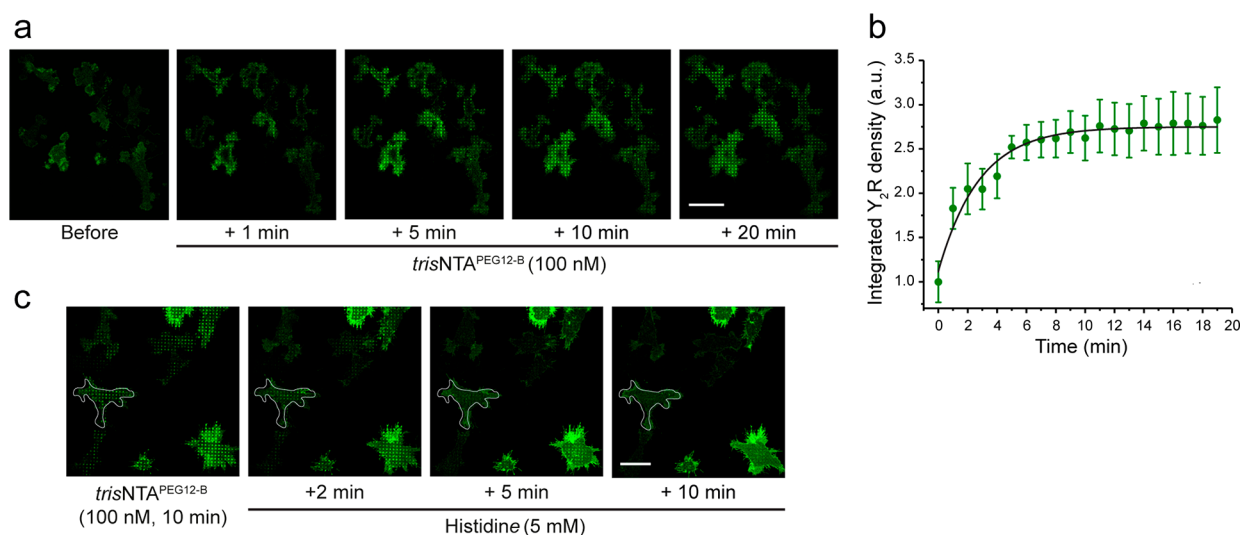 a
Before
+ 1 min
+ 5 min
+ 10 min
+ 20 min
trisNTAPEG12-B (100 nM)
b
Integrated Y2R density (a.u.)
3.5
3.0
2.5
2.0
1.5
1.0
0 2 4 6 8 10 12 14 16 18 20
Time (min)
c
trisNTAPEG12-B
(100 nM, 10 min)
+2 min
+ 5 min
+ 10 min
Histidine (5 mM)